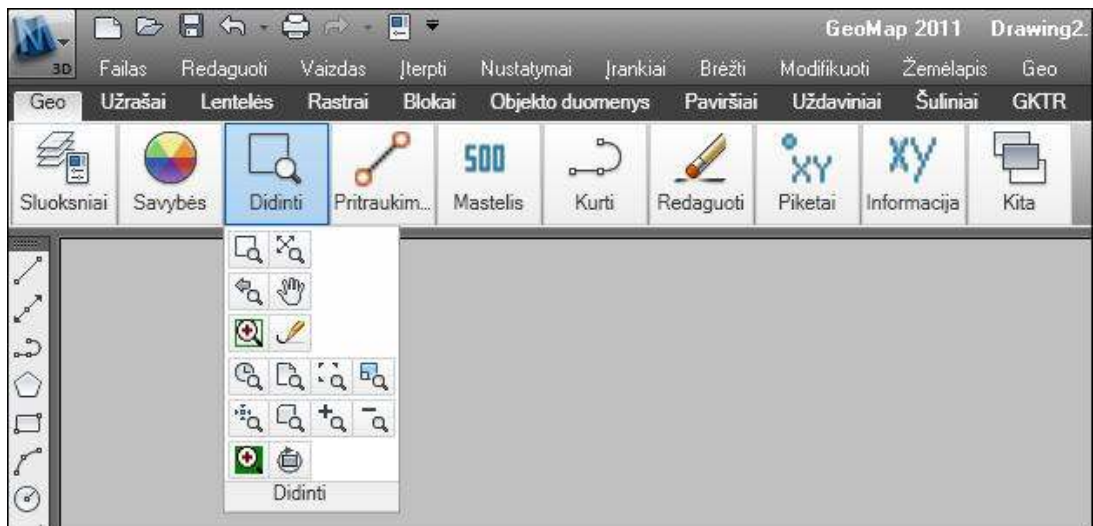 GeoMap 2011 Drawing2.
3D Failas Redaguoti Vaizdas Įterpti Nustatymai Įrankiai Brėžti Modifikuoti Žemėlapis Geo
Geo Užrašai Lentelės Rastrai Blokai Objekto duomenys Paviršiai Uždaviniai Šuliniai GKTR
500 XY XY
Sluoksniai Savybės Didinti Pritraukim... Mastelis Kurti Redaguoti Piketai Informacija Kita
Didinti